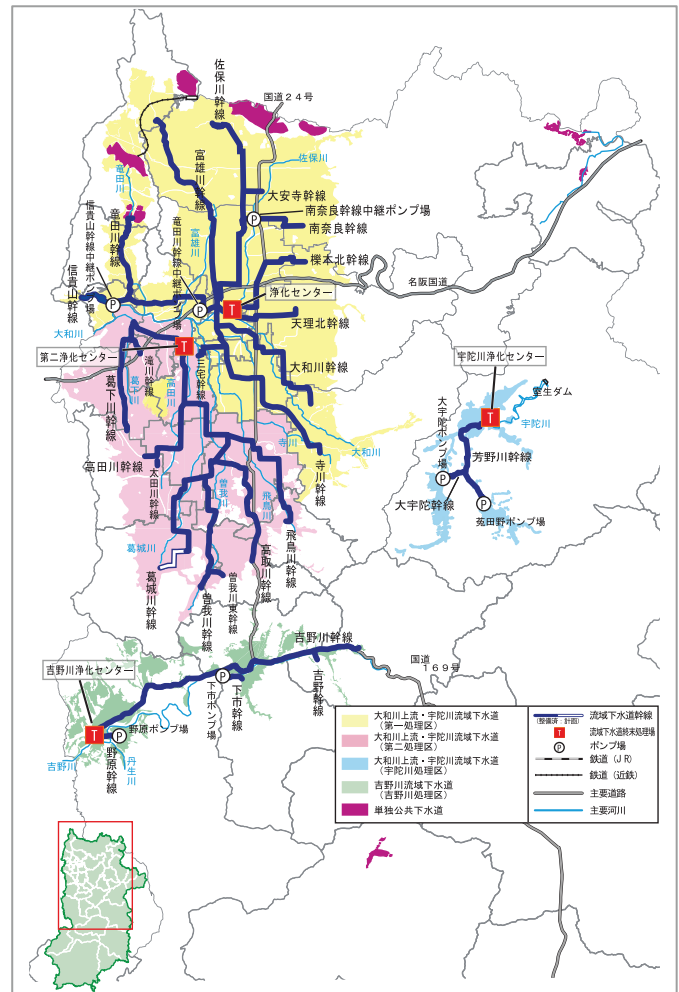 佐保川幹線
国道24号
富雄川幹線
佐保川
竜田川
大安寺幹線
南奈良幹線中継ポンプ場
南奈良幹線
竜田川幹線
信貴山幹線中継ポンプ場
竜田川幹線中継ポンプ場
富雄川
櫟本北幹線
信貴山幹線
名阪国道
浄化センター
天理北幹線
大和川
第二浄化センター
三宅幹線
滝川幹線
大和川幹線
葛下川
高田川
葛下川幹線
宇陀川浄化センター
室生ダム
宇陀川
大宇陀ポンプ場
芳野川幹線
大宇陀幹線
菟田野ポンプ場
寺川
大和川
寺川幹線
高田川幹線
太田川幹線
曽我川
飛鳥川
葛城川
飛鳥川幹線
高取川幹線
葛城川幹線
曽我川幹線
曽我川東幹線
吉野川幹線
国道
169号
吉野川浄化センター
下市ポンプ場
下市幹線
吉野幹線
野原ポンプ場
野原幹線
吉野川
丹生川
T
T
T
T
P
P
P
P
P
P
P
大和川上流・宇陀川流域下水道
（第一処理区）
大和川上流・宇陀川流域下水道
（第二処理区）
大和川上流・宇陀川流域下水道
（宇陀川処理区）
吉野川流域下水道
（吉野川処理区）
単独公共下水道
(整備済：計画)
流域下水道幹線
T 流域下水道終末処理場
P ポンプ場
鉄道（JR）
鉄道（近鉄）
主要道路
主要河川